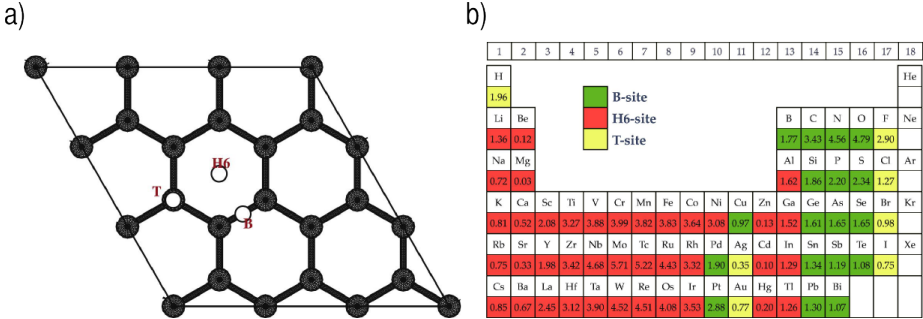 a)
H6
T
B
b)
1 2 3 4 5 6 7 8 9 10 11 12 13 14 15 16 17 18
H He
1.96
B-site
H6-site
T-site
Li Be B C N O F Ne
1.36 0.12 1.77 3.43 4.56 4.79 2.90
Na Mg Al Si P S Cl Ar
0.72 0.03 1.62 1.86 2.20 2.34 1.27
K Ca Sc Ti V Cr Mn Fe Co Ni Cu Zn Ga Ge As Se Br Kr
0.81 0.52 2.08 3.27 3.88 3.99 3.82 3.83 3.64 3.08 0.97 0.13 1.52 1.61 1.65 1.65 0.98
Rb Sr Y Zr Nb Mo Tc Ru Rh Pd Ag Cd In Sn Sb Te I Xe
0.75 0.33 1.98 3.42 4.68 5.71 5.22 4.43 3.32 1.90 0.35 0.10 1.29 1.34 1.19 1.08 0.75
Cs Ba La Hf Ta W Re Os Ir Pt Au Hg Tl Pb Bi
0.85 0.67 2.45 3.12 3.90 4.52 4.51 4.08 3.53 2.88 0.77 0.20 1.26 1.30 1.07